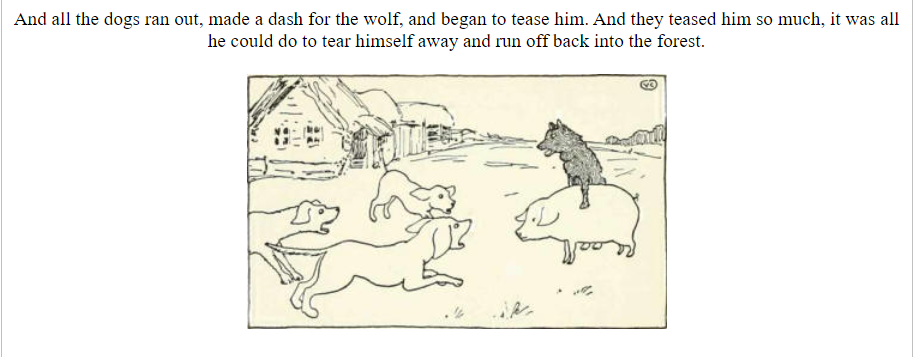 And all the dogs ran out, made a dash for the wolf, and began to tease him. And they teased him so much, it was all
he could do to tear himself away and run off back into the forest.